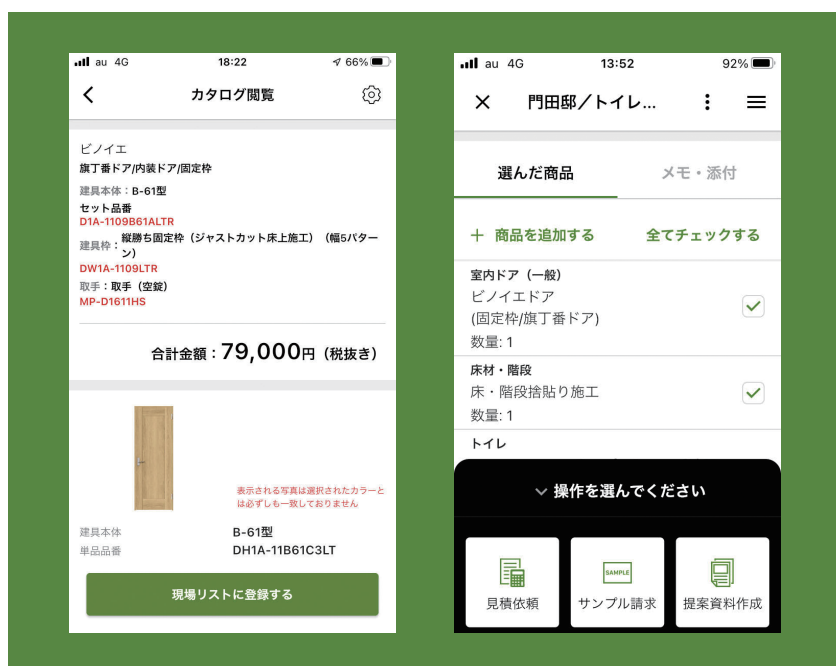 au 4G 18:22 66%
カタログ閲覧
ビノイエ
旗丁番ドア/内装ドア/固定枠
建具本体：B-61型
セット品番
D1A-1109B61ALTR
建具枠：縦勝ち固定枠（ジャストカット床上施工）（幅5パターン）
DW1A-1109LTR
取手：取手（空錠）
MP-D1611HS
合計金額：79,000円（税抜き）
表示される写真は選択されたカラーと
は必ずしも一致しておりません
建具本体 B-61型
単品品番 DH1A-11B61C3LT
現場リストに登録する
au 4G 13:52 92%
門田邸／トイレ...
選んだ商品 メモ・添付
＋ 商品を追加する 全てチェックする
室内ドア（一般）
ビノイエドア
(固定枠/旗丁番ドア)
数量: 1
床材・階段
床・階段捨貼り施工
数量: 1
トイレ
操作を選んでください
見積依頼
SAMPLE
サンプル請求
提案資料作成